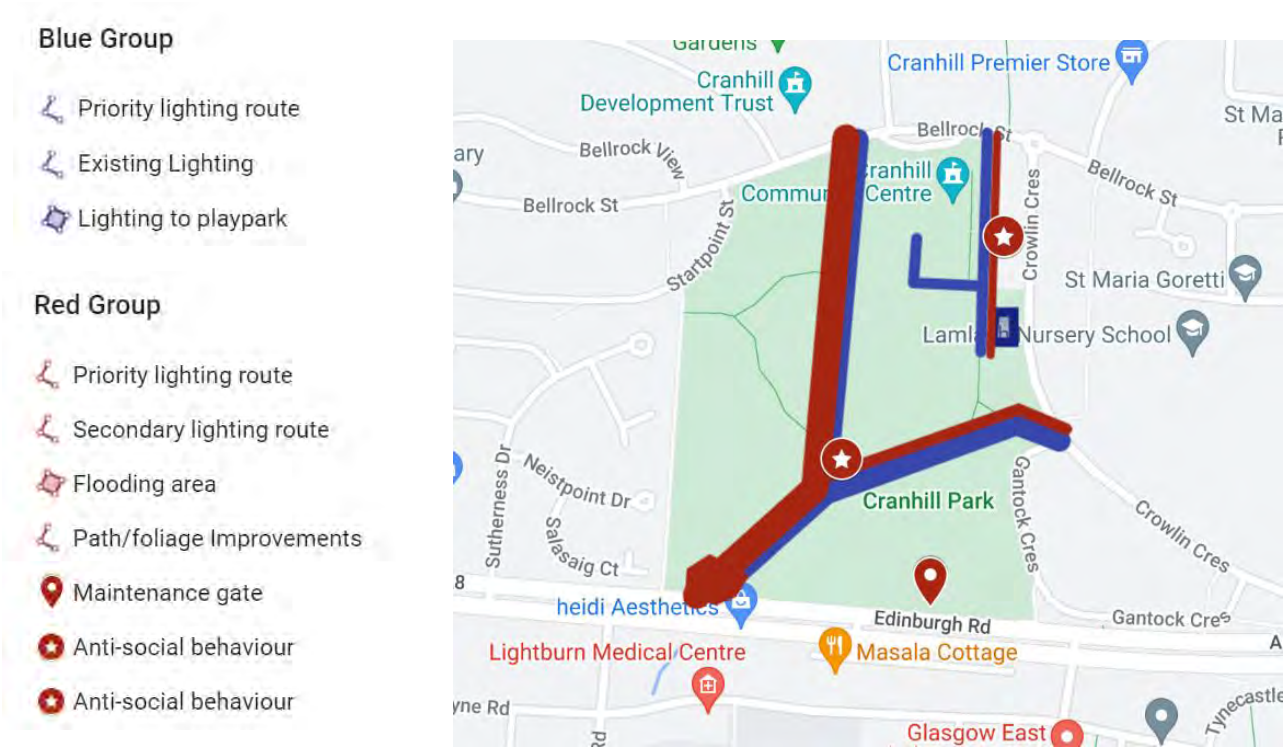 Blue Group
Priority lighting route
Existing Lighting
Lighting to playpark
Red Group
Priority lighting route
Secondary lighting route
Flooding area
Path/foliage Improvements
Maintenance gate
Anti-social behaviour
Anti-social behaviour
Gardens
Cranhill
Development Trust
Cranhill Premier Store
St Ma
ary
Bellrock View
Bellrock St
Bellrock St
Bellrock St
Cranhill
Commun Centre
Startpoint St
Crowlin Cres
St Maria Goretti
Lamla Nursery School
Sutherness Dr
Neistpoint Dr
Salasaig Ct
Cranhill Park
Gantock Cres
Crowlin Cres
8
heidi Aesthetics
Edinburgh Rd
Gantock Cres
A
Lightburn Medical Centre
Masala Cottage
yne Rd
Rd
Glasgow East
Tynecastle